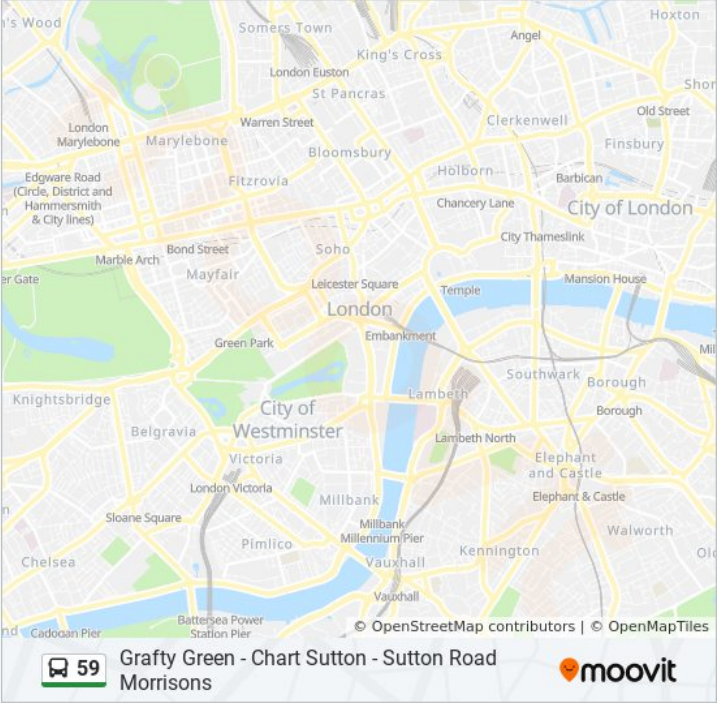 's Wood
Somers Town
Hoxton
Angel
King's Cross
London Euston
St Pancras
Shor
Old Street
Warren Street
Clerkenwell
London
Marylebone
Marylebone
Finsbury
Bloomsbury
Holborn
Edgware Road
(Circle, District and
Hammersmith
& City lines)
Fitzrovia
Barbican
Chancery Lane
City of London
City Thameslink
Bond Street
Soho
Marble Arch
Mayfair
er Gate
Leicester Square
Temple
Mansion House
London
Embankment
Green Park
Mil
Southwark
Borough
Knightsbridge
Lambeth
City of
Westminster
Borough
Belgravia
Lambeth North
Victoria
Elephant
and Castle
London Victoria
Elephant & Castle
Millbank
Sloane Square
Millbank
Millennium Pier
Walworth
Pimlico
Kennington
Chelsea
Vauxhall
Vauxhall
Battersea Power
Station Pier
Cadogan Pier
© OpenStreetMap contributors | © OpenMapTiles
59
Grafty Green - Chart Sutton - Sutton Road
Morrisons
moovit